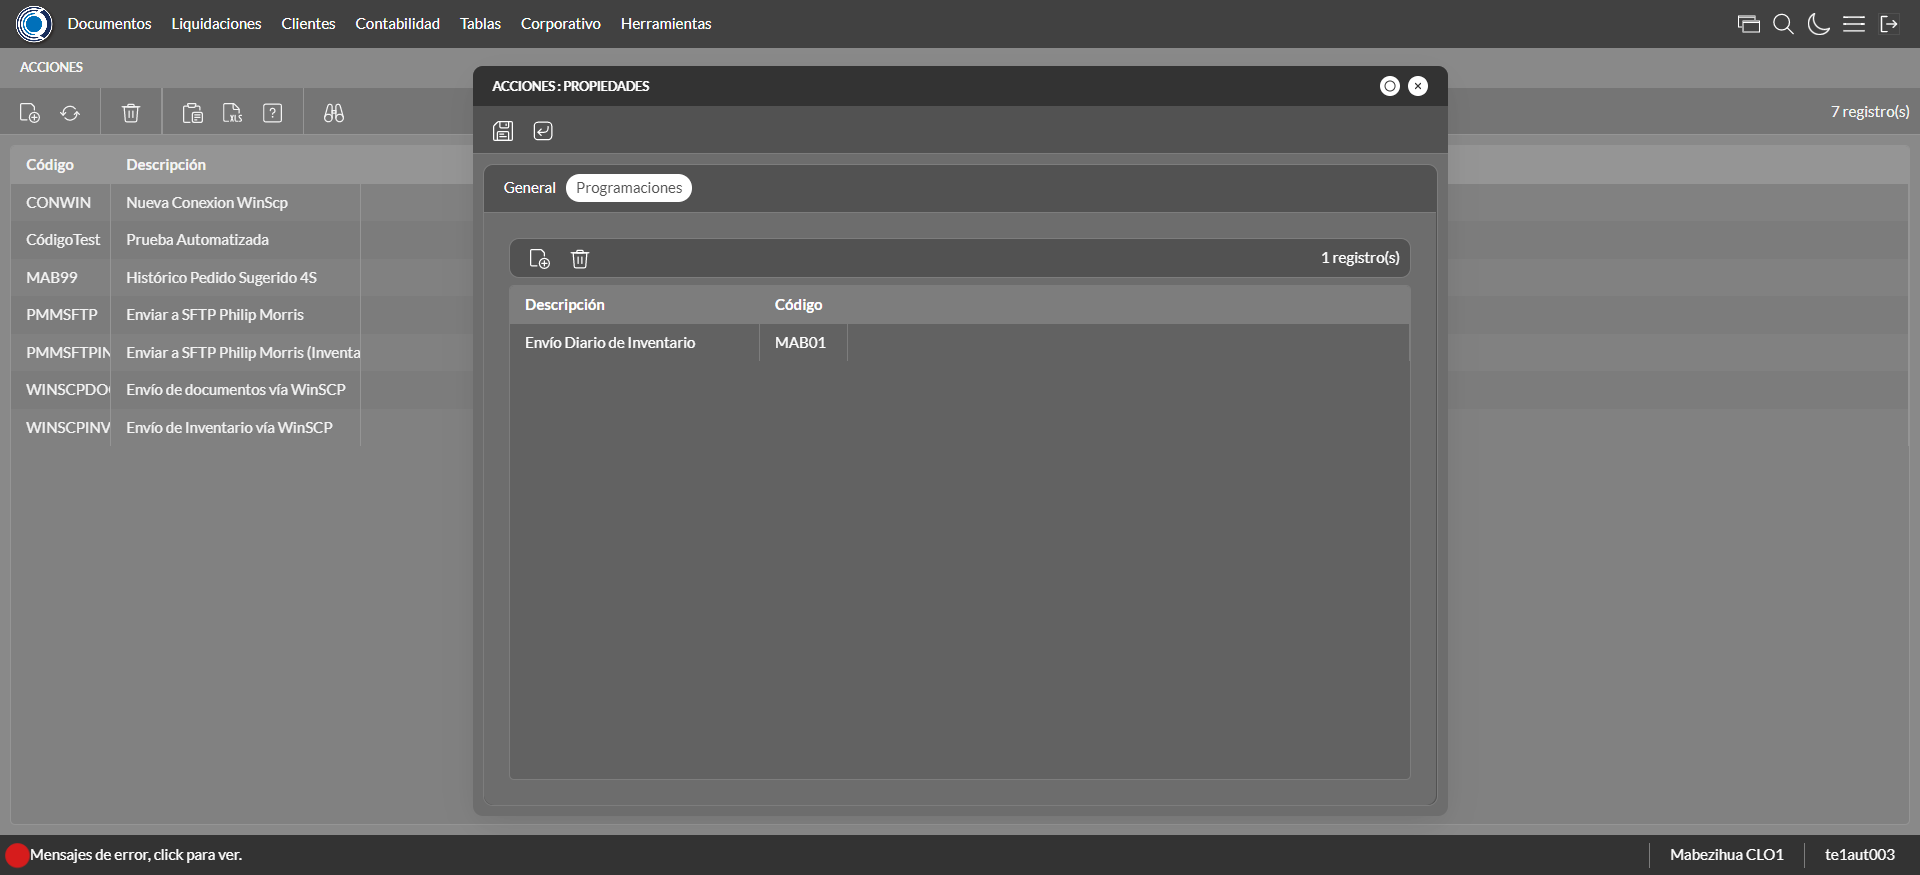 Documentos Liquidaciones Clientes Contabilidad Tablas Corporativo Herramientas
ACCIONES
XLS
?
7 registro(s)
Código Descripción
CONWIN Nueva Conexion WinScp
CódigoTest Prueba Automatizada
MAB99 Histórico Pedido Sugerido 4S
PMMSFTP Enviar a SFTP Philip Morris
PMMSFTPIN Enviar a SFTP Philip Morris (Inventa
WINSCPDO Envío de documentos vía WinSCP
WINSCPINV Envío de Inventario vía WinSCP
ACCIONES : PROPIEDADES
General Programaciones
1 registro(s)
Descripción Código
Envío Diario de Inventario MAB01
Mensajes de error, click para ver.
Mabezihua CLO1 te1aut003